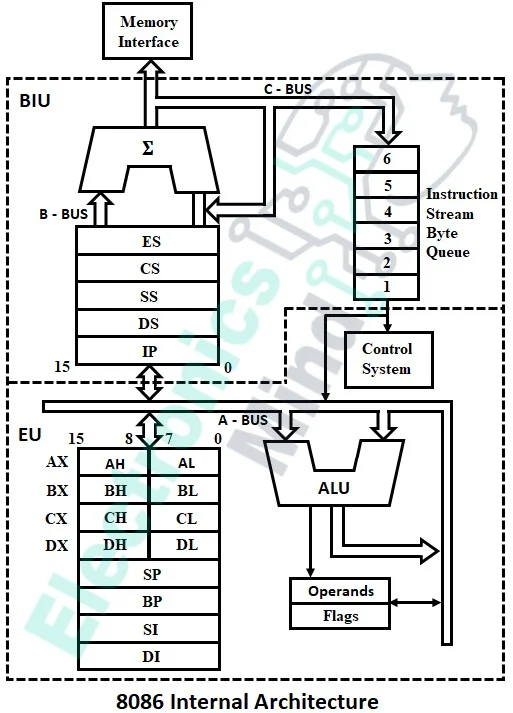 Memory
Interface
C - BUS
BIU
Σ
6
5
4
3
2
1
Instruction
Stream
Byte
Queue
B - BUS
ES
CS
SS
DS
IP
15
0
Control
System
A - BUS
EU
15 8 7 0
AX AH AL
BX BH BL
CX CH CL
DX DH DL
SP
BP
SI
DI
ALU
Operands
Flags
Electronics
Mind
8086 Internal Architecture